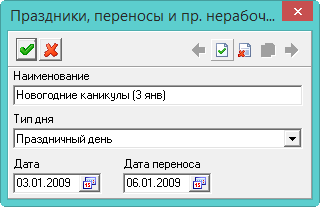 Праздники, переносы и пр. нерабоч...
Наименование
Новогодние каникулы (3 янв)
Тип дня
Праздничный день
Дата Дата переноса
03.01.2009 06.01.2009